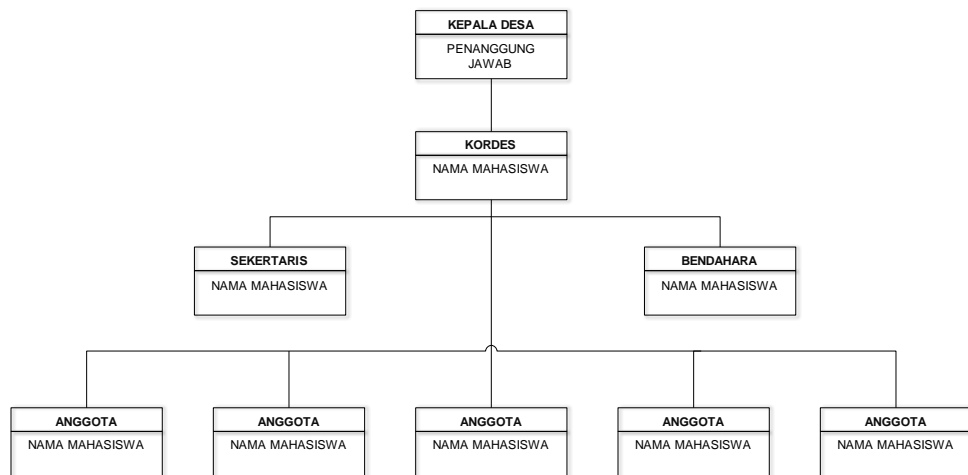 KEPALA DESA
PENANGGUNG
JAWAB
KORDES
NAMA MAHASISWA
SEKERTARIS
NAMA MAHASISWA
BENDAHARA
NAMA MAHASISWA
ANGGOTA
NAMA MAHASISWA
ANGGOTA
NAMA MAHASISWA
ANGGOTA
NAMA MAHASISWA
ANGGOTA
NAMA MAHASISWA
ANGGOTA
NAMA MAHASISWA